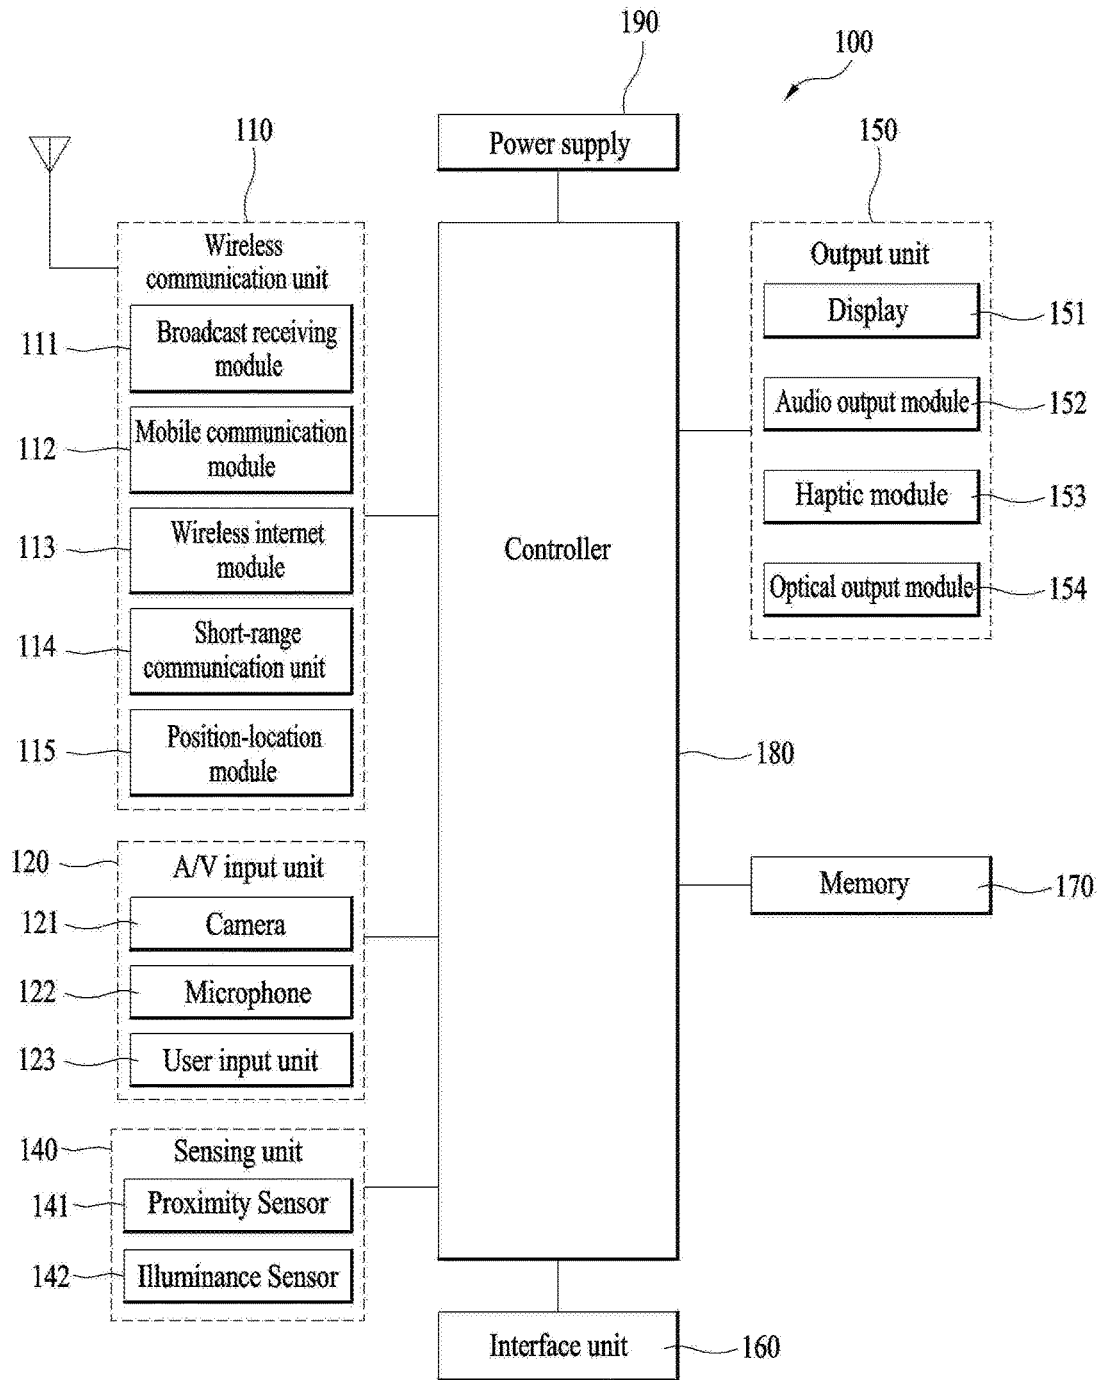 190
100
Power supply
110
150
Wireless
communication unit
Output unit
111
Broadcast receiving
module
Display
151
112
Mobile communication
module
Audio output module
152
113
Wireless internet
module
Haptic module
153
Controller
114
Short-range
communication unit
Optical output module
154
115
Position-location
module
180
120
A/V input unit
121
Camera
Memory
170
122
Microphone
123
User input unit
140
Sensing unit
141
Proximity Sensor
142
Illuminance Sensor
Interface unit
160